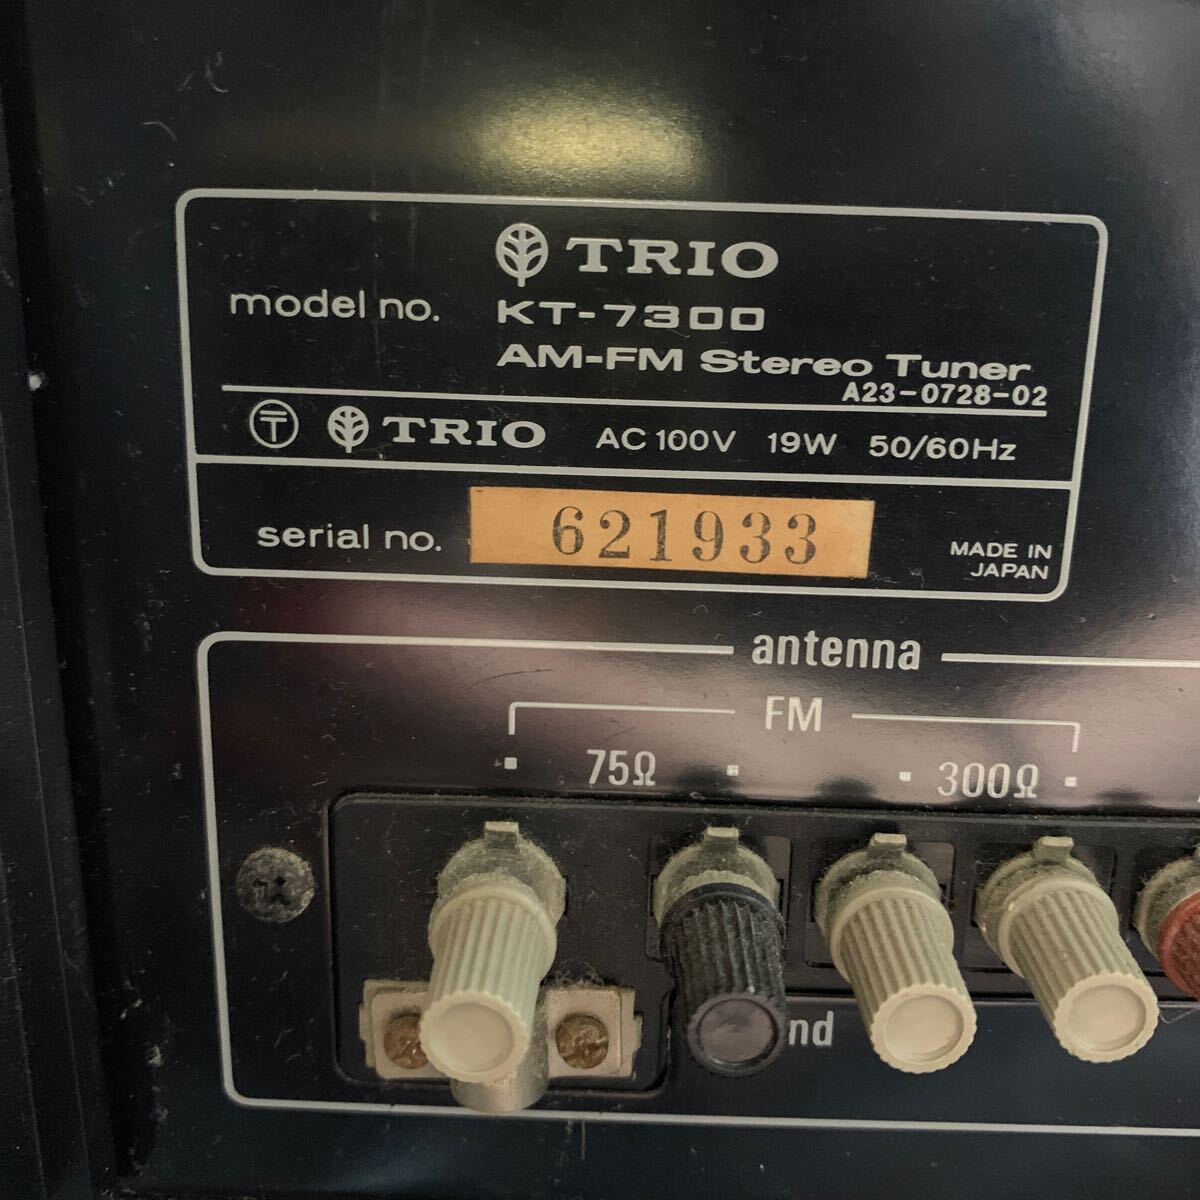 TRIO
model no. KT-7300
AM-FM Stereo Tuner
A23-0728-02
TRIO AC 100V 19W 50/60Hz
serial no. 621933
MADE IN
JAPAN
antenna
FM
75Ω 300Ω
nd